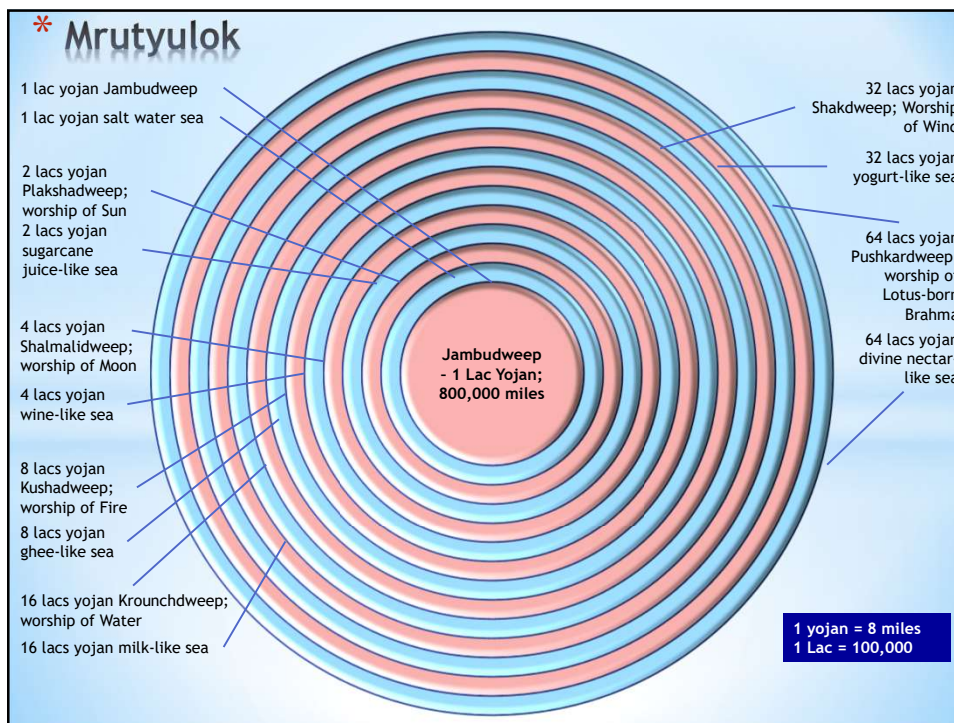 * Mrutyulok
1 lac yojan Jambudweep
1 lac yojan salt water sea
2 lacs yojan
Plakshadweep;
worship of Sun
2 lacs yojan
sugarcane
juice-like sea
4 lacs yojan
Shalmalidweep;
worship of Moon
4 lacs yojan
wine-like sea
8 lacs yojan
Kushadweep;
worship of Fire
8 lacs yojan
ghee-like sea
16 lacs yojan Krounchdweep;
worship of Water
16 lacs yojan milk-like sea
Jambudweep
- 1 Lac Yojan;
800,000 miles
32 lacs yojan
Shakdweep; Worship
of Wind
32 lacs yojan
yogurt-like sea
64 lacs yojan
Pushkardweep;
worship of
Lotus-born
Brahma
64 lacs yojan
divine nectar-
like sea
1 yojan = 8 miles
1 Lac = 100,000